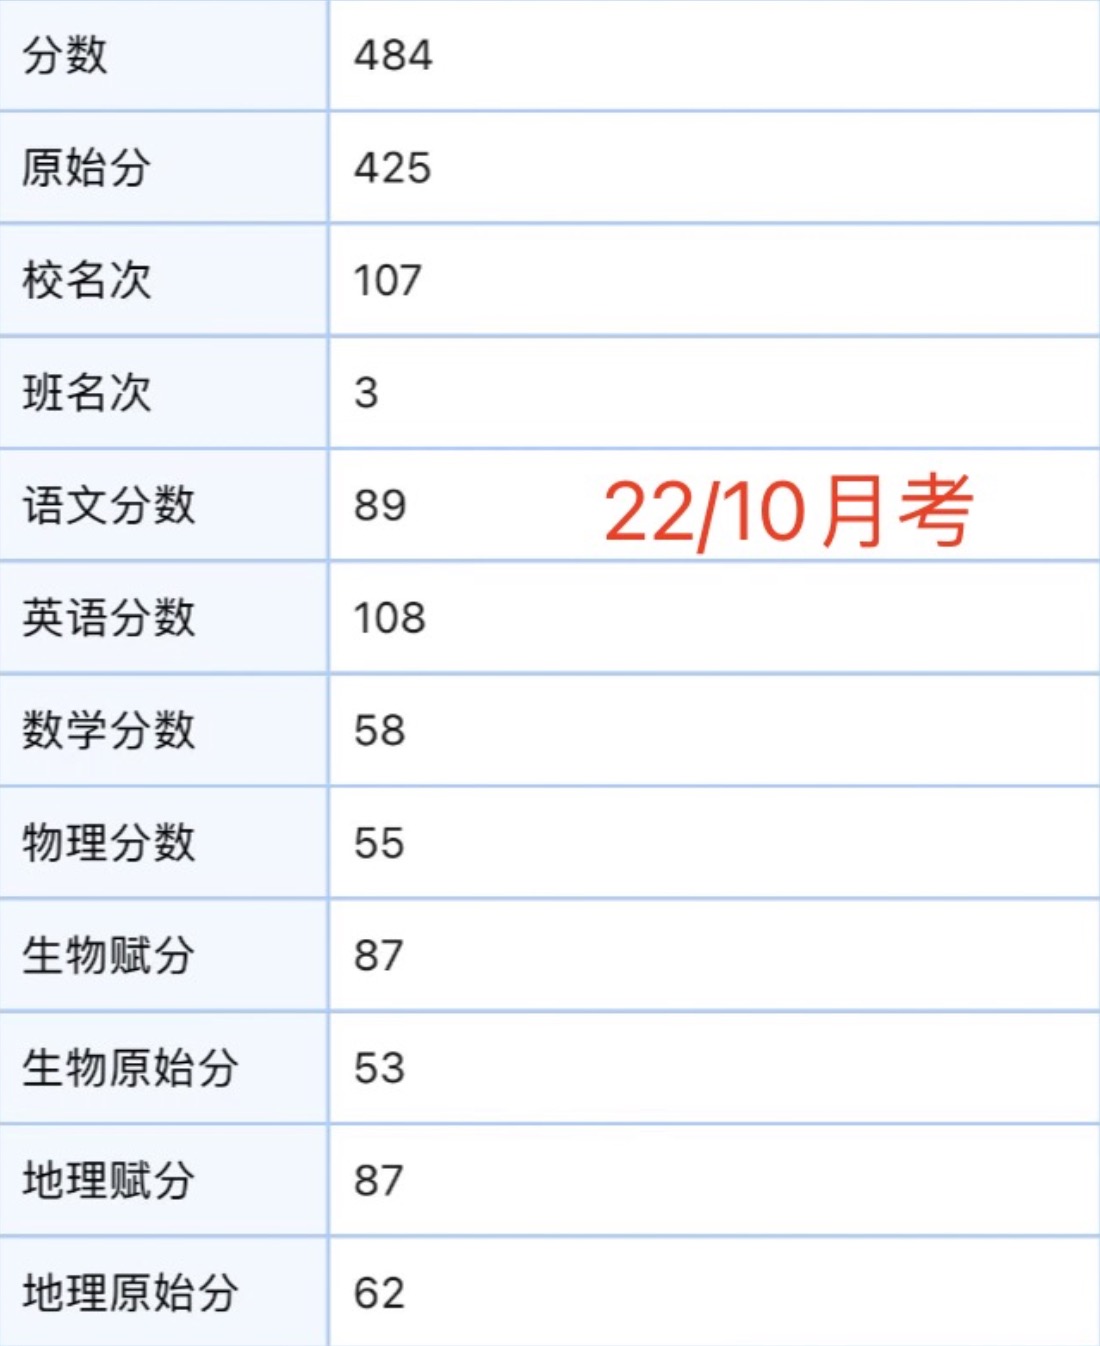 分数 484
原始分 425
校名次 107
班名次 3
语文分数 89 22/10月考
英语分数 108
数学分数 58
物理分数 55
生物赋分 87
生物原始分 53
地理赋分 87
地理原始分 62